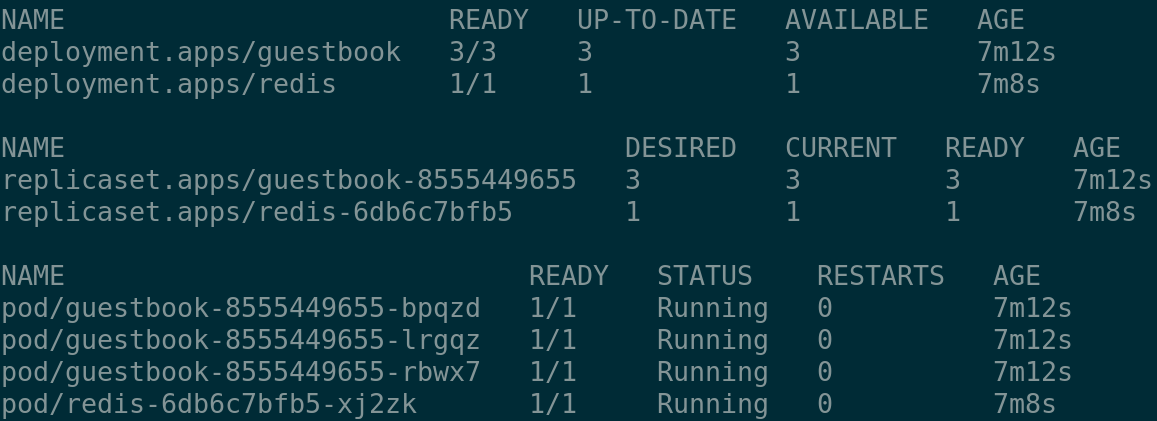 NAME                        READY   UP-TO-DATE   AVAILABLE   AGE
deployment.apps/guestbook   3/3     3            3           7m12s
deployment.apps/redis       1/1     1            1           7m8s

NAME                                   DESIRED   CURRENT   READY   AGE
replicaset.apps/guestbook-8555449655   3         3         3       7m12s
replicaset.apps/redis-6db6c7bfb5       1         1         1       7m8s

NAME                             READY   STATUS    RESTARTS   AGE
pod/guestbook-8555449655-bpqzd   1/1     Running   0          7m12s
pod/guestbook-8555449655-lrgqz   1/1     Running   0          7m12s
pod/guestbook-8555449655-rbwx7   1/1     Running   0          7m12s
pod/redis-6db6c7bfb5-xj2zk       1/1     Running   0          7m8s